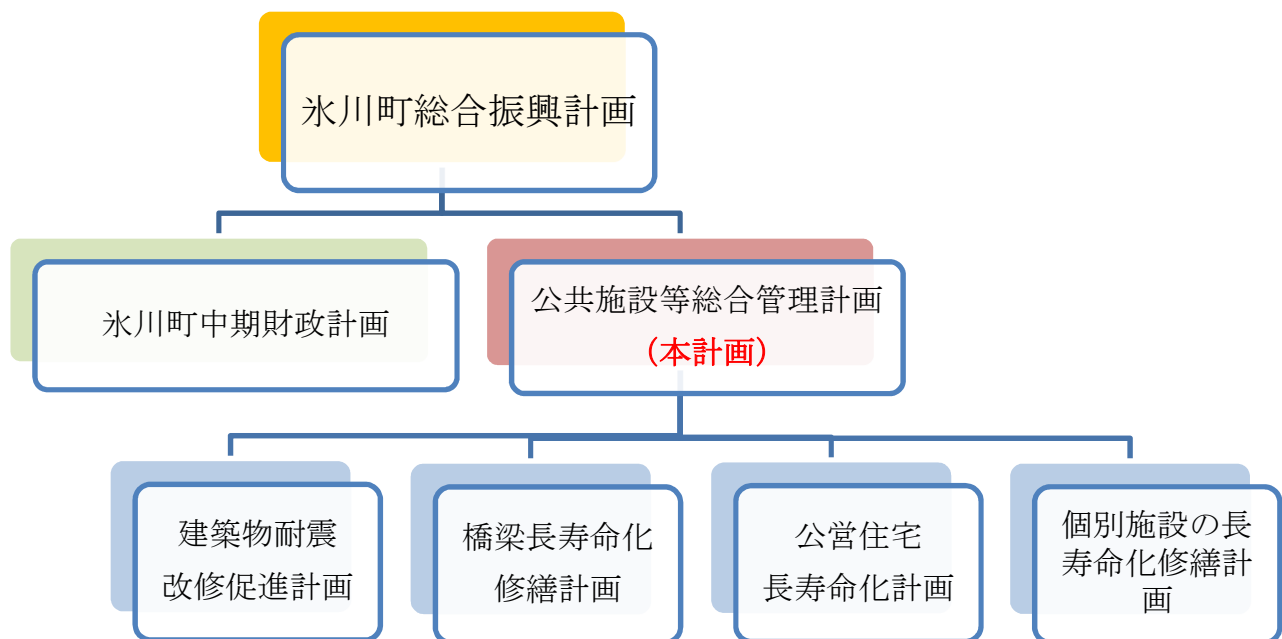 氷川町総合振興計画
氷川町中期財政計画
公共施設等総合管理計画
（本計画）
建築物耐震
改修促進計画
橋梁長寿命化
修繕計画
公営住宅
長寿命化計画
個別施設の長
寿命化修繕計
画